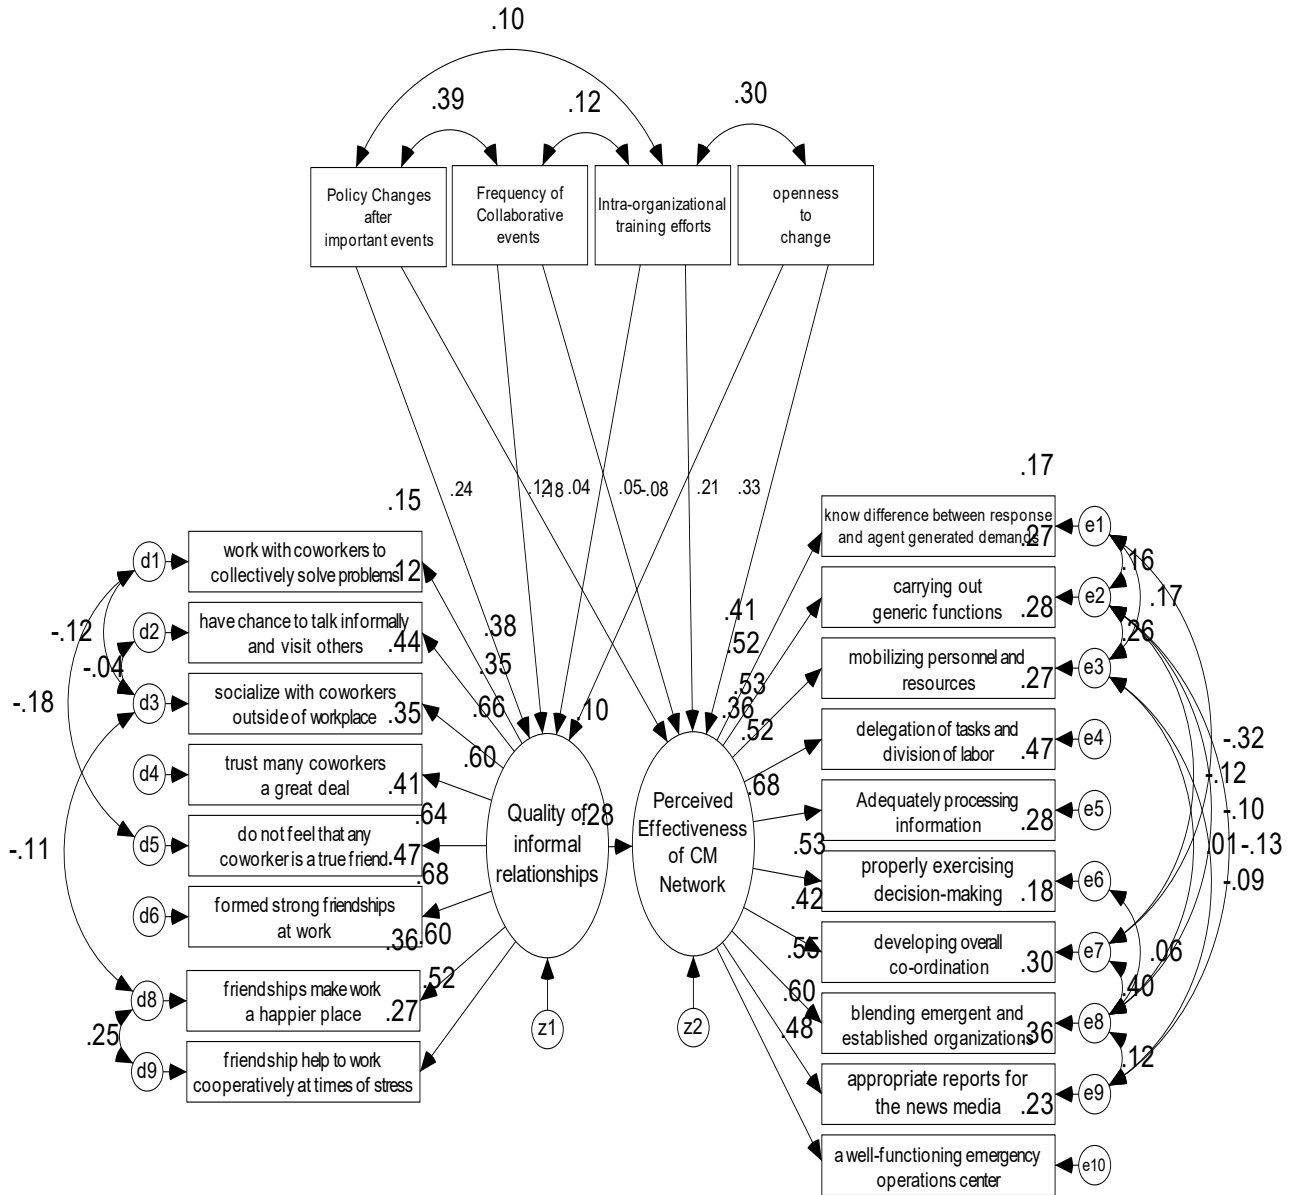 .10
.39
.12
.30
Policy Changes
after
important events
Frequency of
Collaborative
events
Intra-organizational
training efforts
openness
to
change
.24
.12
.18
.04
.05
-.08
.21
.33
.15
d1
work with coworkers to
collectively solve problems
.12
d2
have chance to talk informally
and visit others
.44
d3
socialize with coworkers
outside of workplace
.35
d4
trust many coworkers
a great deal
.41
d5
do not feel that any
coworker is a true friend
.47
d6
formed strong friendships
at work
.36
d8
friendships make work
a happier place
.27
d9
friendship help to work
cooperatively at times of stress
-.12
-.04
-.18
-.11
.25
.38
.35
.66
.60
.64
.68
.60
.52
.10
Quality of
informal
relationships
z1
.28
.36
Perceived
Effectiveness
of CM
Network
z2
.41
.52
.53
.52
.68
.53
.42
.55
.60
.48
.17
know difference between response
and agent generated demands
e1
.27
carrying out
generic functions
e2
.28
mobilizing personnel and
resources
e3
.27
delegation of tasks and
division of labor
e4
.47
Adequately processing
information
e5
.28
properly exercising
decision-making
e6
.18
developing overall
co-ordination
e7
.30
blending emergent and
established organizations
e8
.36
appropriate reports for
the news media
e9
.23
a well-functioning emergency
operations center
e10
.16
.17
.26
-.32
-.12
-.10
.01
-.13
-.09
.06
.40
.12